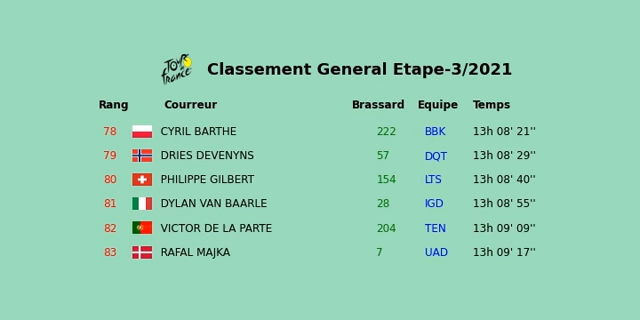 Tour de France
Classement General Etape-3/2021
Rang Courreur Brassard Equipe Temps
78 CYRIL BARTHE 222 BBK 13h 08' 21''
79 DRIES DEVENYNS 57 DQT 13h 08' 29''
80 PHILIPPE GILBERT 154 LTS 13h 08' 40''
81 DYLAN VAN BAARLE 28 IGD 13h 08' 55''
82 VICTOR DE LA PARTE 204 TEN 13h 09' 09''
83 RAFAL MAJKA 7 UAD 13h 09' 17''